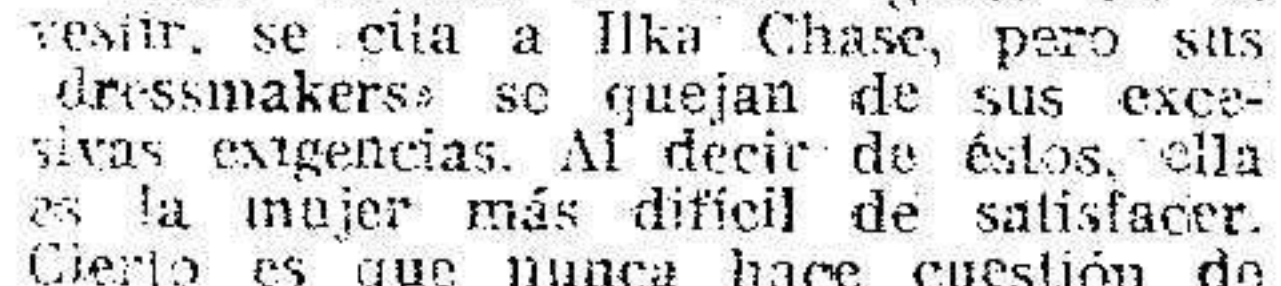 vestir, se cita a Ilka Chase, pero sus
dressmakers» se quejan de sus exce-
sivas exigencias. Al decir de éstos, ella
es la mujer más difícil de satisfacer.
Cierto es que nunca hace cuestión de